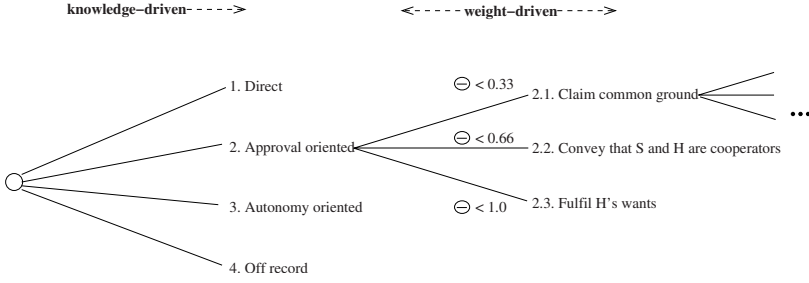 knowledge–driven
weight–driven
1. Direct
2. Approval oriented
3. Autonomy oriented
4. Off record
Θ < 0.33
Θ < 0.66
Θ < 1.0
2.1. Claim common ground
2.2. Convey that S and H are cooperators
2.3. Fulfil H's wants
...